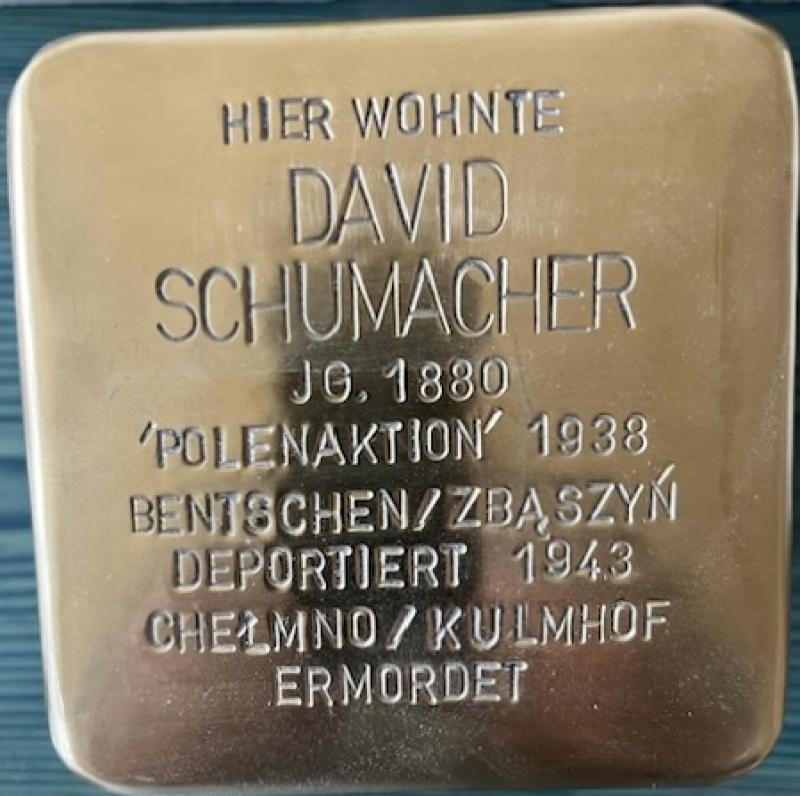 HIER WOHNTE
DAVID
SCHUMACHER
JG. 1880
'POLENAKTION' 1938
BENTSCHEN/ZBĄSZYŃ
DEPORTIERT 1943
CHEŁMNO/KULMHOF
ERMORDET